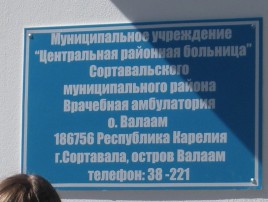 Муниципальное учреждение
"Центральная районная больница"
Сортавальского
муниципального района
Врачебная амбулатория
о. Валаам
186756 Республика Карелия
г.Сортавала, остров Валаам
телефон: 38 -221